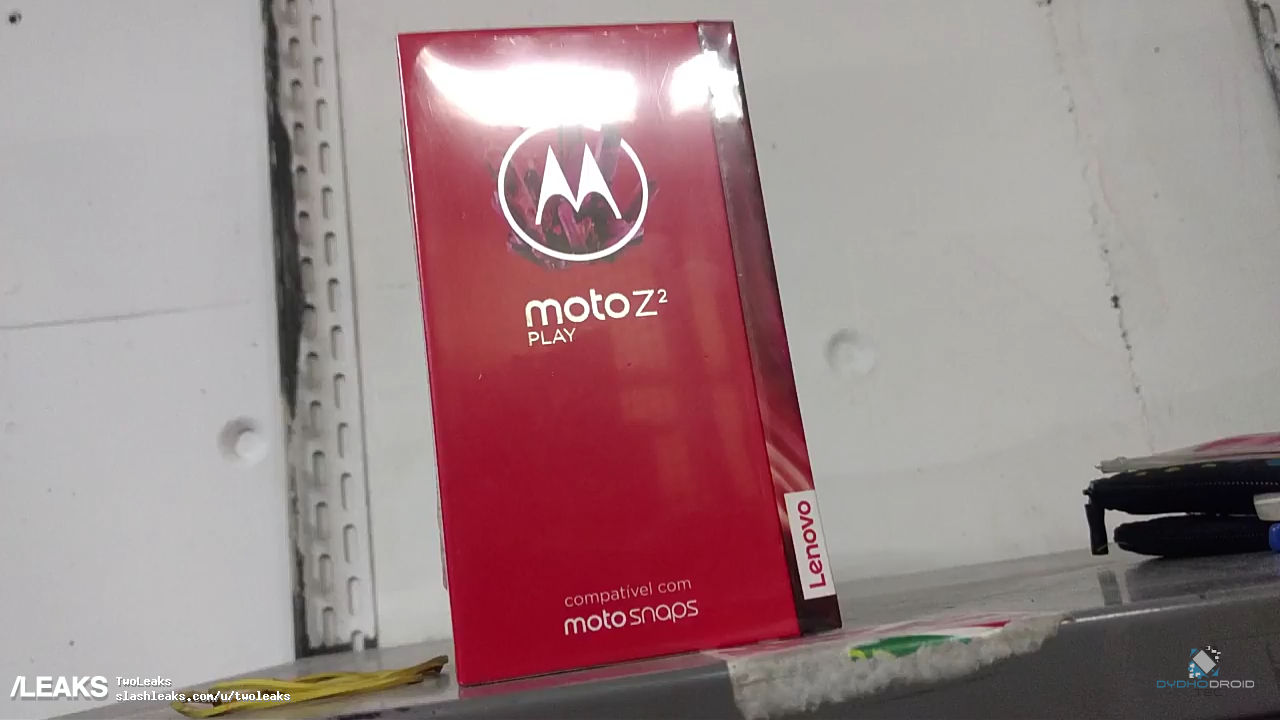 moto z²
PLAY
compatível com
moto snaps
Lenovo
/LEAKS
TwoLeaks
slashleaks.com/u/twoleaks
DYDHODROID